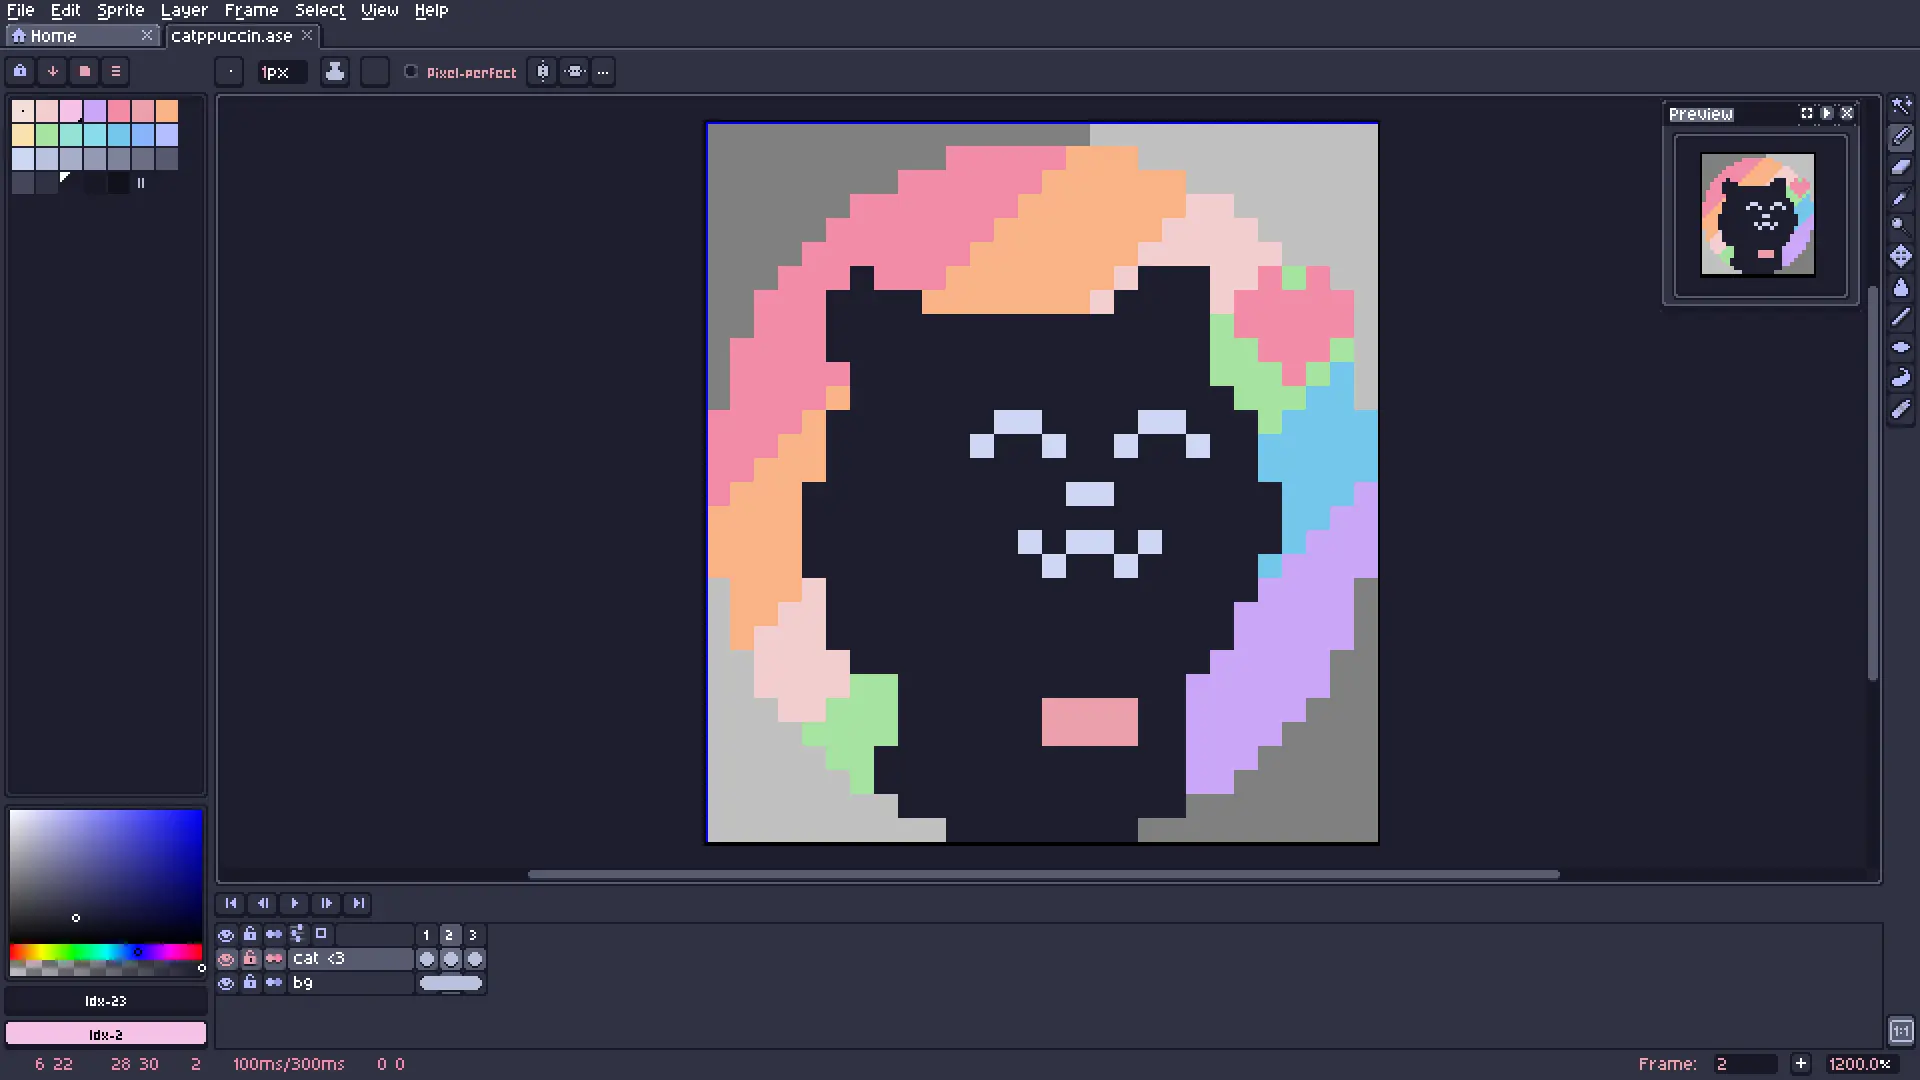 File Edit Sprite Layer Frame Select View Help
Home
catppuccin.ase
1px
Pixel-perfect
Preview
1 2 3
cat <3
bg
Idx-23
Idx-2
6 22 28 30 2 100ms/300ms 0 0
Frame: 2 + 1200.0%
1:1